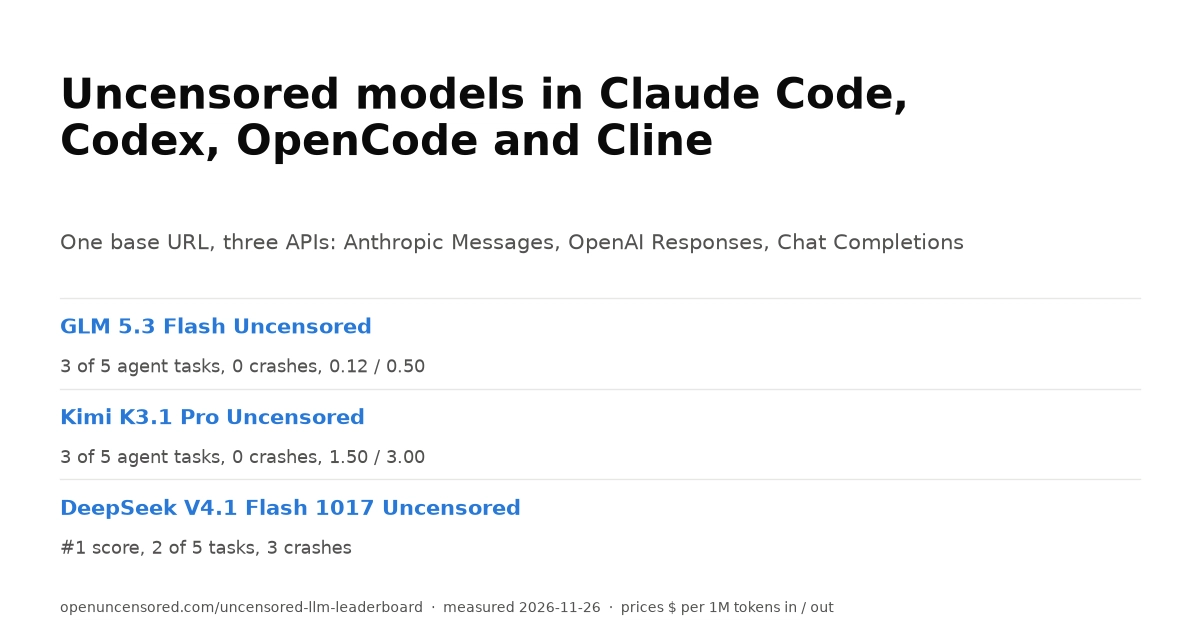 Uncensored models in Claude Code,
Codex, OpenCode and Cline
One base URL, three APIs: Anthropic Messages, OpenAI Responses, Chat Completions
GLM 5.3 Flash Uncensored
3 of 5 agent tasks, 0 crashes, 0.12 / 0.50
Kimi K3.1 Pro Uncensored
3 of 5 agent tasks, 0 crashes, 1.50 / 3.00
DeepSeek V4.1 Flash 1017 Uncensored
#1 score, 2 of 5 tasks, 3 crashes
openuncensored.com/uncensored-llm-leaderboard · measured 2026-11-26 · prices $ per 1M tokens in / out